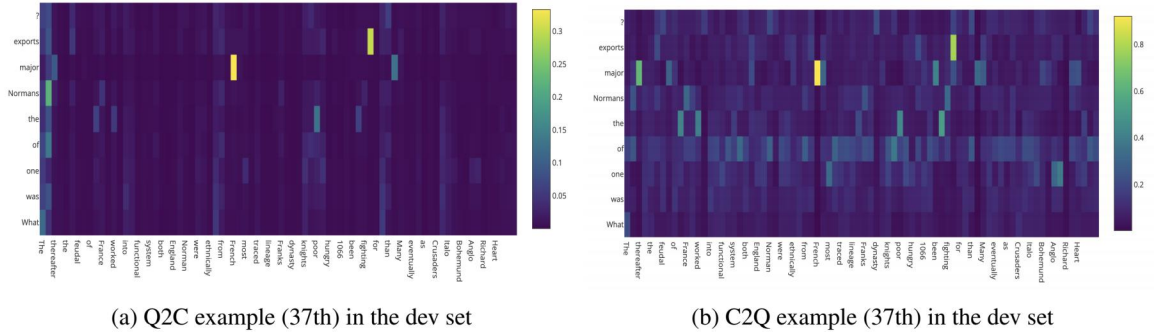 ?
exports
major
Normans
the
of
one
was
What
The
thereafter
the
feudal
of
France
worked
into
functional
system
both
England
Norman
were
ethnically
from
French
most
traced
lineage
Franks
dynasty
knights
poor
hungry
1066
been
fighting
for
than
Many
eventually
as
Crusaders
Italo
Bohemund
Anglo
Richard
Heart
0.3
0.25
0.2
0.15
0.1
0.05
(a) Q2C example (37th) in the dev set
?
exports
major
Normans
the
of
one
was
What
The
thereafter
the
feudal
of
France
worked
into
functional
system
both
England
Norman
were
ethnically
from
French
most
traced
lineage
Franks
dynasty
knights
poor
hungry
1066
been
fighting
for
than
Many
eventually
as
Crusaders
Italo
Bohemund
Anglo
Richard
Heart
0.8
0.6
0.4
0.2
(b) C2Q example (37th) in the dev set